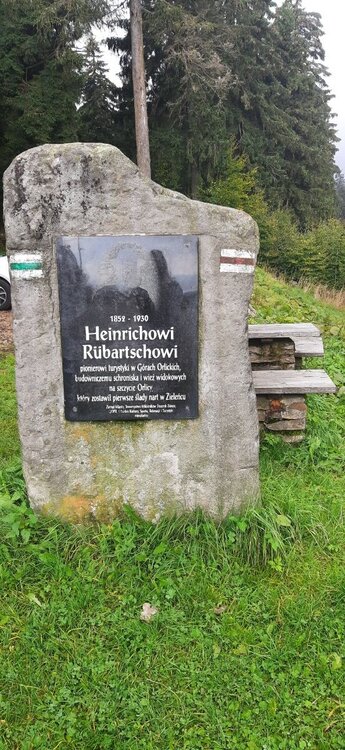 1852 - 1930
Heinrichowi
Rübartschowi
pionierowi turystyki w Górach Orlickich,
budowniczemu schroniska i wież widokowych
na szczycie Orlicy
który zostawił pierwsze ślady nart w Zieleńcu